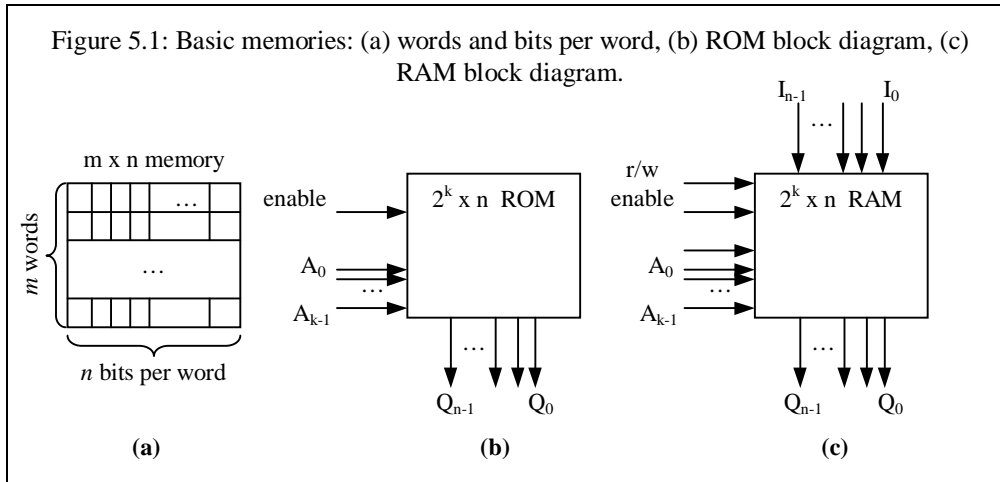 Figure 5.1: Basic memories: (a) words and bits per word, (b) ROM block diagram, (c)
RAM block diagram.
m x n memory
…
…
m words
n bits per word
(a)
enable
2^k x n ROM
A_0
…
A_{k-1}
…
Q_{n-1}
Q_0
(b)
I_{n-1}
I_0
…
r/w
enable
2^k x n RAM
A_0
…
A_{k-1}
…
Q_{n-1}
Q_0
(c)